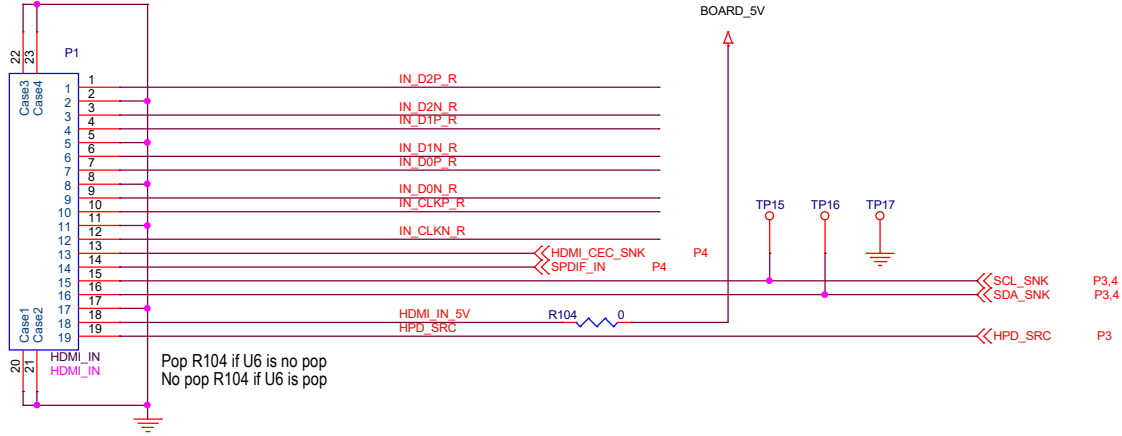 BOARD_5V
P1
22
23
Case3
Case4
1 1 IN_D2P_R
2 2
3 3 IN_D2N_R
4 4 IN_D1P_R
5 5
6 6 IN_D1N_R
7 7 IN_D0P_R
8 8
9 9 IN_D0N_R
10 10 IN_CLKP_R
11 11
12 12 IN_CLKN_R
TP15 TP16 TP17
13 13 HDMI_CEC_SNK P4
14 14 SPDIF_IN P4
15 15 SCL_SNK P3,4
16 16 SDA_SNK P3,4
17 17
18 18 HDMI_IN_5V R104 0
19 19 HPD_SRC HPD_SRC P3
Case1
Case2
20
21
HDMI_IN
HDMI_IN
Pop R104 if U6 is no pop
No pop R104 if U6 is pop